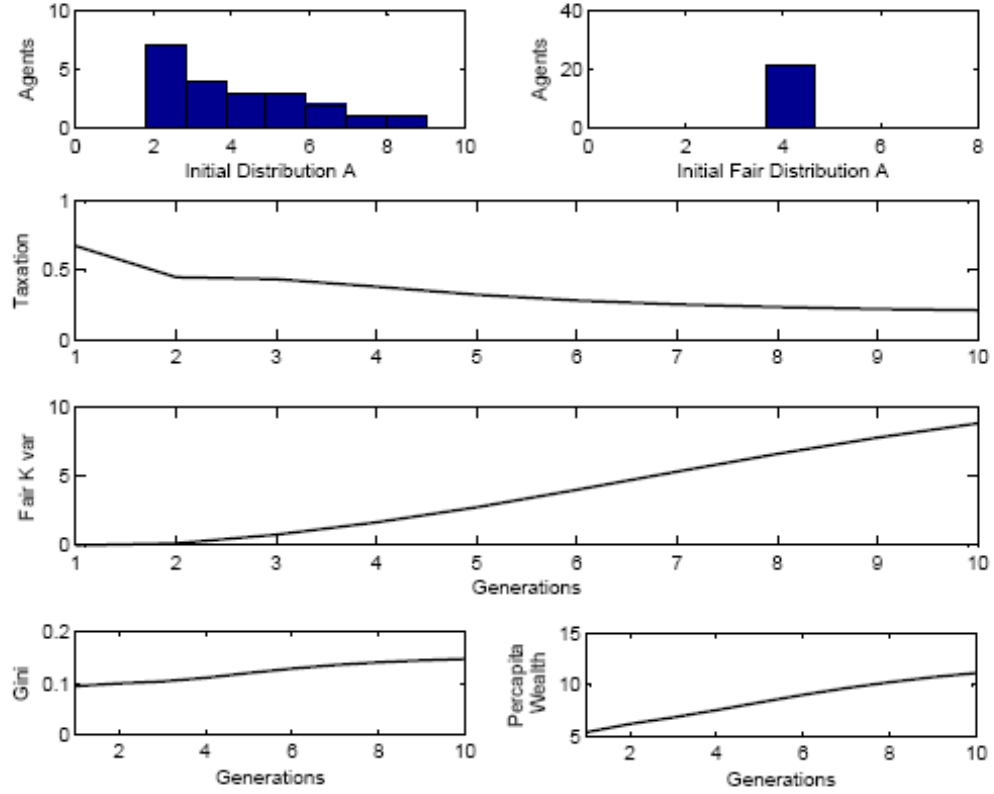 10
5
0
Agents
0 2 4 6 8 10
Initial Distribution A
40
20
0
Agents
0 2 4 6 8
Initial Fair Distribution A
1
0.5
0
Taxation
1 2 3 4 5 6 7 8 9 10
10
5
0
Fair K var
1 2 3 4 5 6 7 8 9 10
Generations
0.2
0.1
0
Gini
2 4 6 8 10
Generations
15
10
5
Percapita
Wealth
2 4 6 8 10
Generations